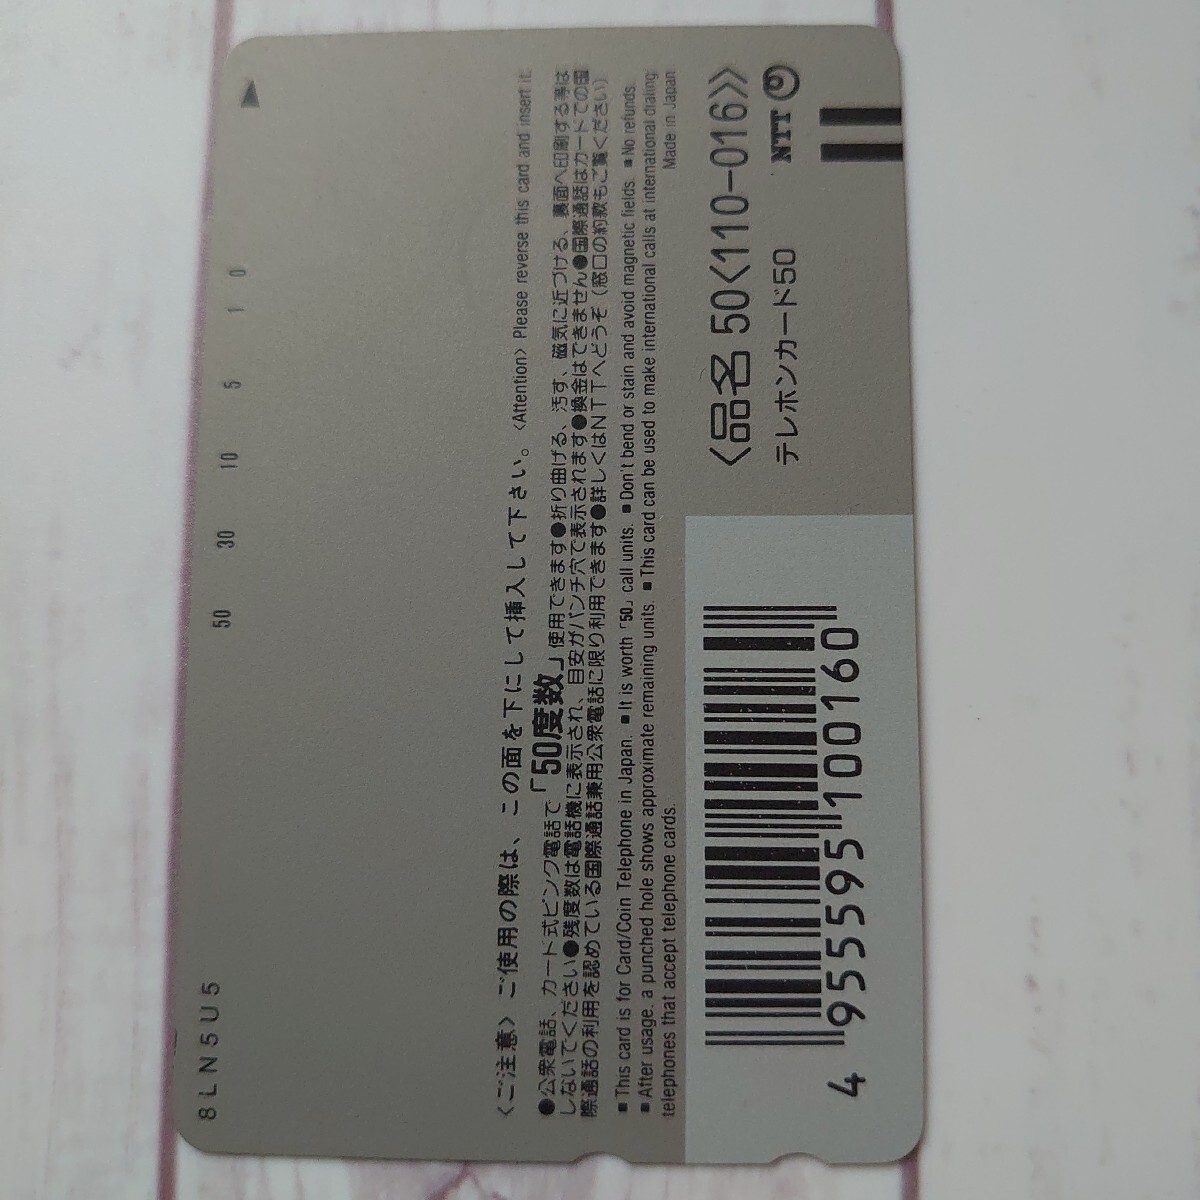 8LN5U5
50 30 10 5 1 0
<ご注意> ご使用の際は、この面を下にして挿入して下さい。<Attention> Please reverse this card and insert it.
●公衆電話、カード式ピンク電話で「50度数」使用できます●折り曲げる、汚す、磁気に近づける、裏面へ印刷する等は
しないでください●残度数は電話機に表示され、目安がパンチ穴で表示されます●換金はできません●国際通話はカードでの国
際通話の利用を認めている国際通話兼用公衆電話に限り利用できます●詳しくはNTTへどうぞ（窓口の約款もご覧ください）
■This card is for Card/Coin Telephone in Japan. ■It is worth「50」call units. ■Don't bend or stain and avoid magnetic fields. ■No refunds.
■After usage. a punched hole shows approximate remaining units. ■This card can be used to make international calls at international dialing
telephones that accept telephone cards. Made in Japan
〈品名 50〈110-016〉〉
テレホンカード50
NTT
4 955595 100160